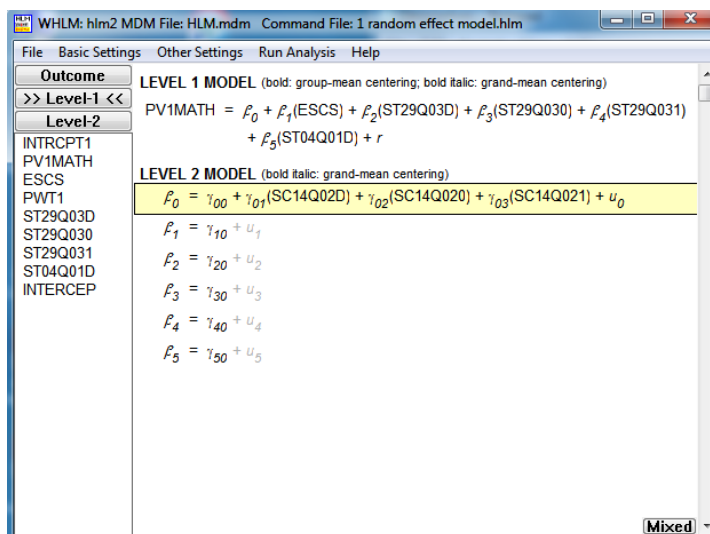 WHLM: hlm2 MDM File: HLM.mdm Command File: 1 random effect model.hlm
File Basic Settings Other Settings Run Analysis Help
Outcome
>> Level-1 <<
Level-2
INTRCPT1
PV1MATH
ESCS
PWT1
ST29Q03D
ST29Q030
ST29Q031
ST04Q01D
INTERCEP
LEVEL 1 MODEL (bold: group-mean centering; bold italic: grand-mean centering)
PV1MATH = β0 + β1(ESCS) + β2(ST29Q03D) + β3(ST29Q030) + β4(ST29Q031)
+ β5(ST04Q01D) + r
LEVEL 2 MODEL (bold italic: grand-mean centering)
β0 = γ00 + γ01(SC14Q02D) + γ02(SC14Q020) + γ03(SC14Q021) + u0
β1 = γ10 + u1
β2 = γ20 + u2
β3 = γ30 + u3
β4 = γ40 + u4
β5 = γ50 + u5
Mixed